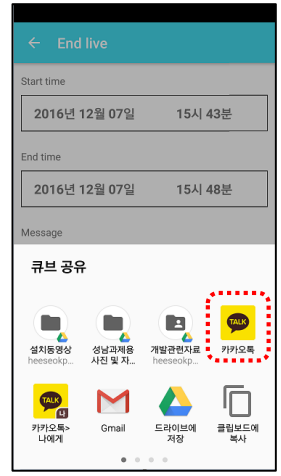 ← End live
Start time
2016년 12월 07일 15시 43분
End time
2016년 12월 07일 15시 48분
Message
큐브 공유
설치동영상 성남과제용 개발관련자료 카카오톡
heeseokp... 사진 및 자... heeseokp...
TALK
TALK
나
카카오톡> Gmail 드라이브에 클립보드에
나에게 저장 복사